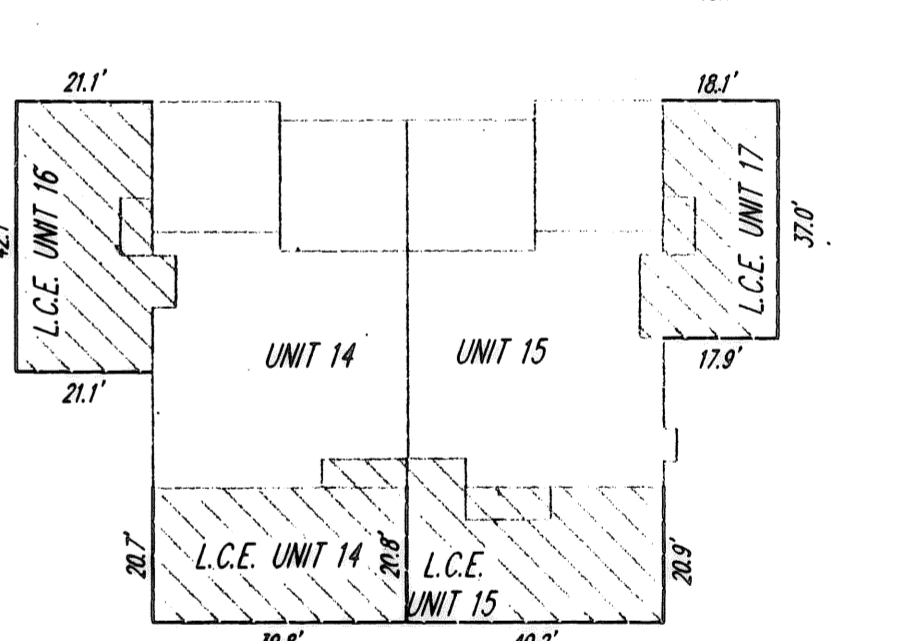 21.1'
18.1'
L.C.E. UNIT 16
L.C.E. UNIT 17
37.0'
UNIT 14
UNIT 15
17.9'
21.1'
20.7'
L.C.E. UNIT 14
20.8'
L.C.E.
UNIT 15
20.9'